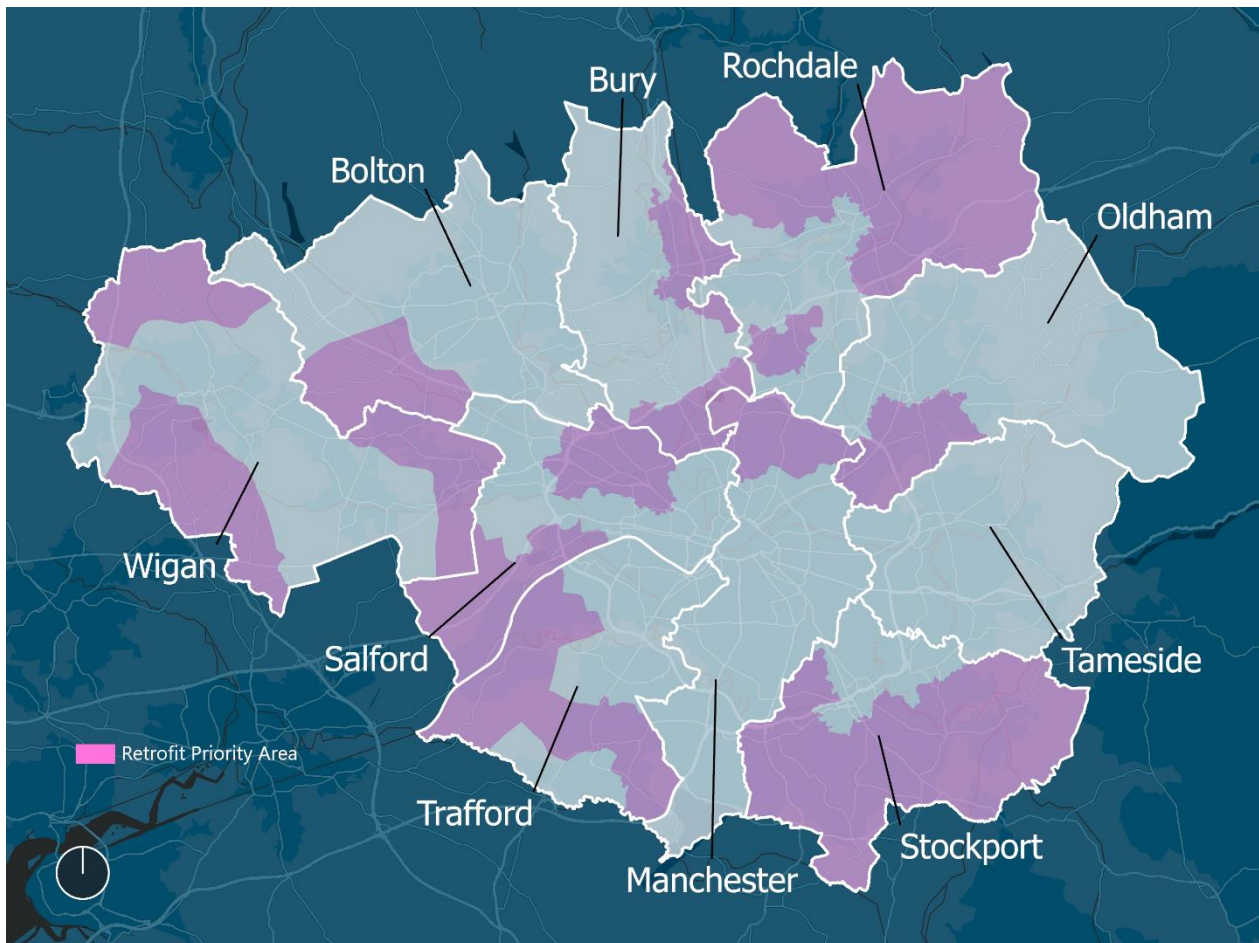 Rochdale
Bury
Bolton
Oldham
Wigan
Salford
Tameside
Retrofit Priority Area
Trafford
Stockport
Manchester